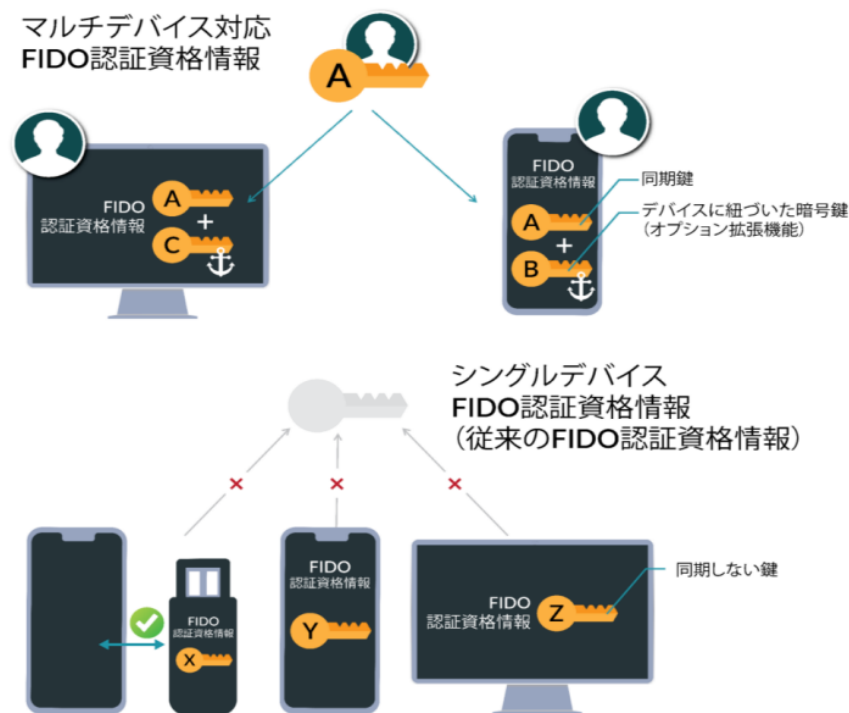 マルチデバイス対応
FIDO認証資格情報
A
FIDO
認証資格情報
A
+
C
FIDO
認証資格情報
A
+
B
同期鍵
デバイスに紐づいた暗号鍵
（オプション拡張機能）
シングルデバイス
FIDO認証資格情報
（従来のFIDO認証資格情報）
FIDO
認証資格情報
X
FIDO
認証資格情報
Y
FIDO
認証資格情報
Z
同期しない鍵